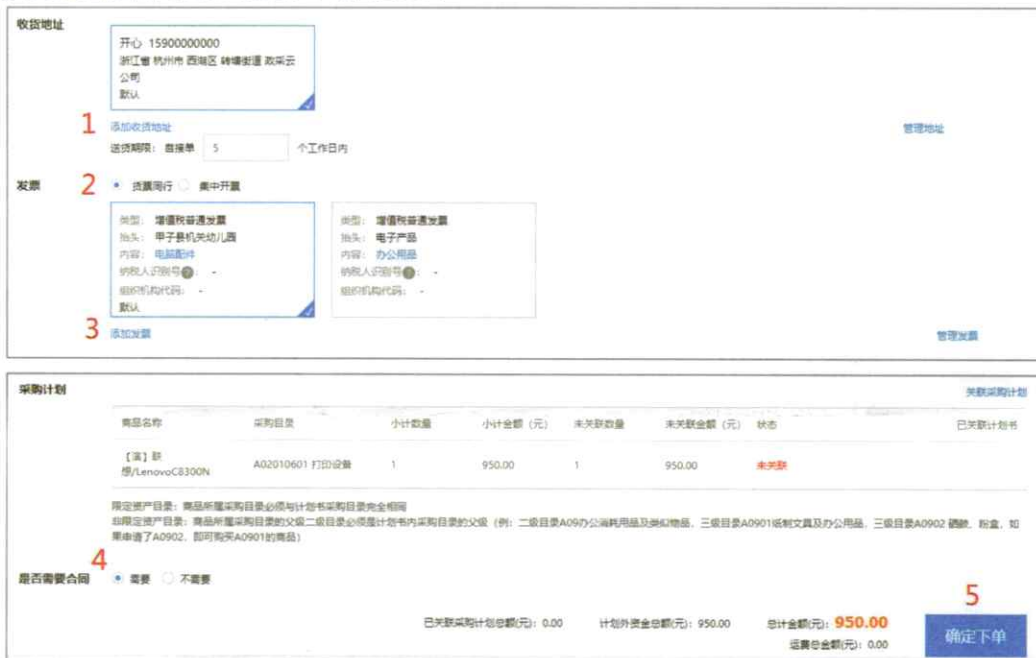 收货地址
开心 15900000000
浙江省 杭州市 西湖区 转塘街道 政采云
公司
默认
1 添加收货地址 管理地址
送货期限： 自接单 5 个工作日内
发票 2 货票同行 集中开票
类型： 增值税普通发票 类型： 增值税普通发票
抬头： 甲子县机关幼儿园 抬头： 电子产品
内容： 电脑配件 内容： 办公用品
纳税人识别号?： - 纳税人识别号?： -
组织机构代码： - 组织机构代码： -
默认
3 添加发票 管理发票
采购计划 关联采购计划
商品名称 采购目录 小计数量 小计金额（元） 未关联数量 未关联金额（元） 状态 已关联计划书
【演】联
想/LenovoC8300N A02010601 打印设备 1 950.00 1 950.00 未关联
限定资产目录：商品所属采购目录必须与计划书采购目录完全相同
非限定资产目录：商品所属采购目录的父级二级目录必须是计划书内采购目录的父级（例：二级目录A09办公消耗用品及类似物品，三级目录A0901纸制文具及办公用品，三级目录A0902 硒鼓、粉盒，如
果申请了A0902，即可购买A0901的商品）
4
是否需要合同 需要 不需要
5
已关联采购计划总额(元)：0.00 计划外资金总额(元)：950.00 总计金额(元)：950.00
运费总金额(元)：0.00
确定下单